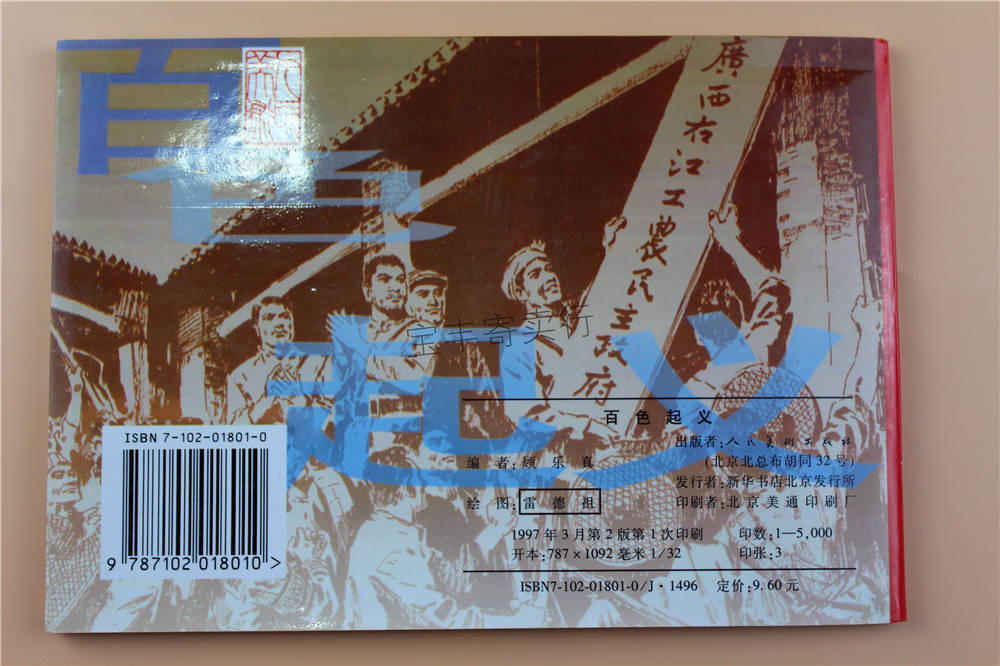 百色
起义
廣西右江工農民主政府
宝丰寄卖行
ISBN 7-102-01801-0
9 787102 018010 >
百色起义
编者:顾乐真
绘图:雷德祖
出版者:人民美術出版社
(北京北总布胡同32号)
发行者:新华书店北京发行所
印刷者:北京美通印刷厂
1997年3月第2版第1次印刷 印数:1—5,000
开本:787×1092毫米1/32 印张:3
ISBN7-102-01801-0/J·1496 定价:9.60元